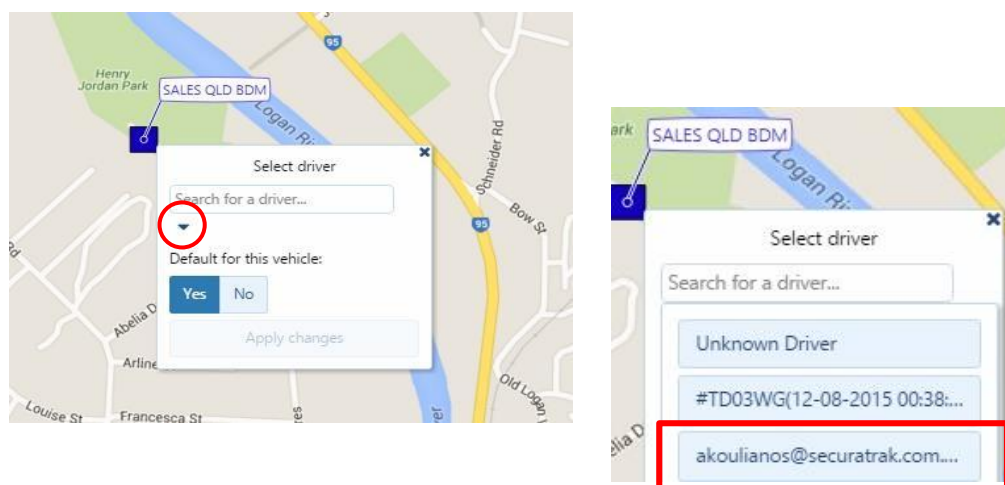 95
Henry
Jordan Park
SALES QLD BDM
Logan Ri
Schneider Rd
Select driver
Search for a driver...
Bow St
95
Default for this vehicle:
Yes No
Abelia D
Apply changes
Arline
Old Logan
Louise St
Francesca St
ark
SALES QLD BDM
Logan Ri
Select driver
Search for a driver...
Unknown Driver
#TD03WG(12-08-2015 00:38:...
elia D
akoulianos@securatrak.com....